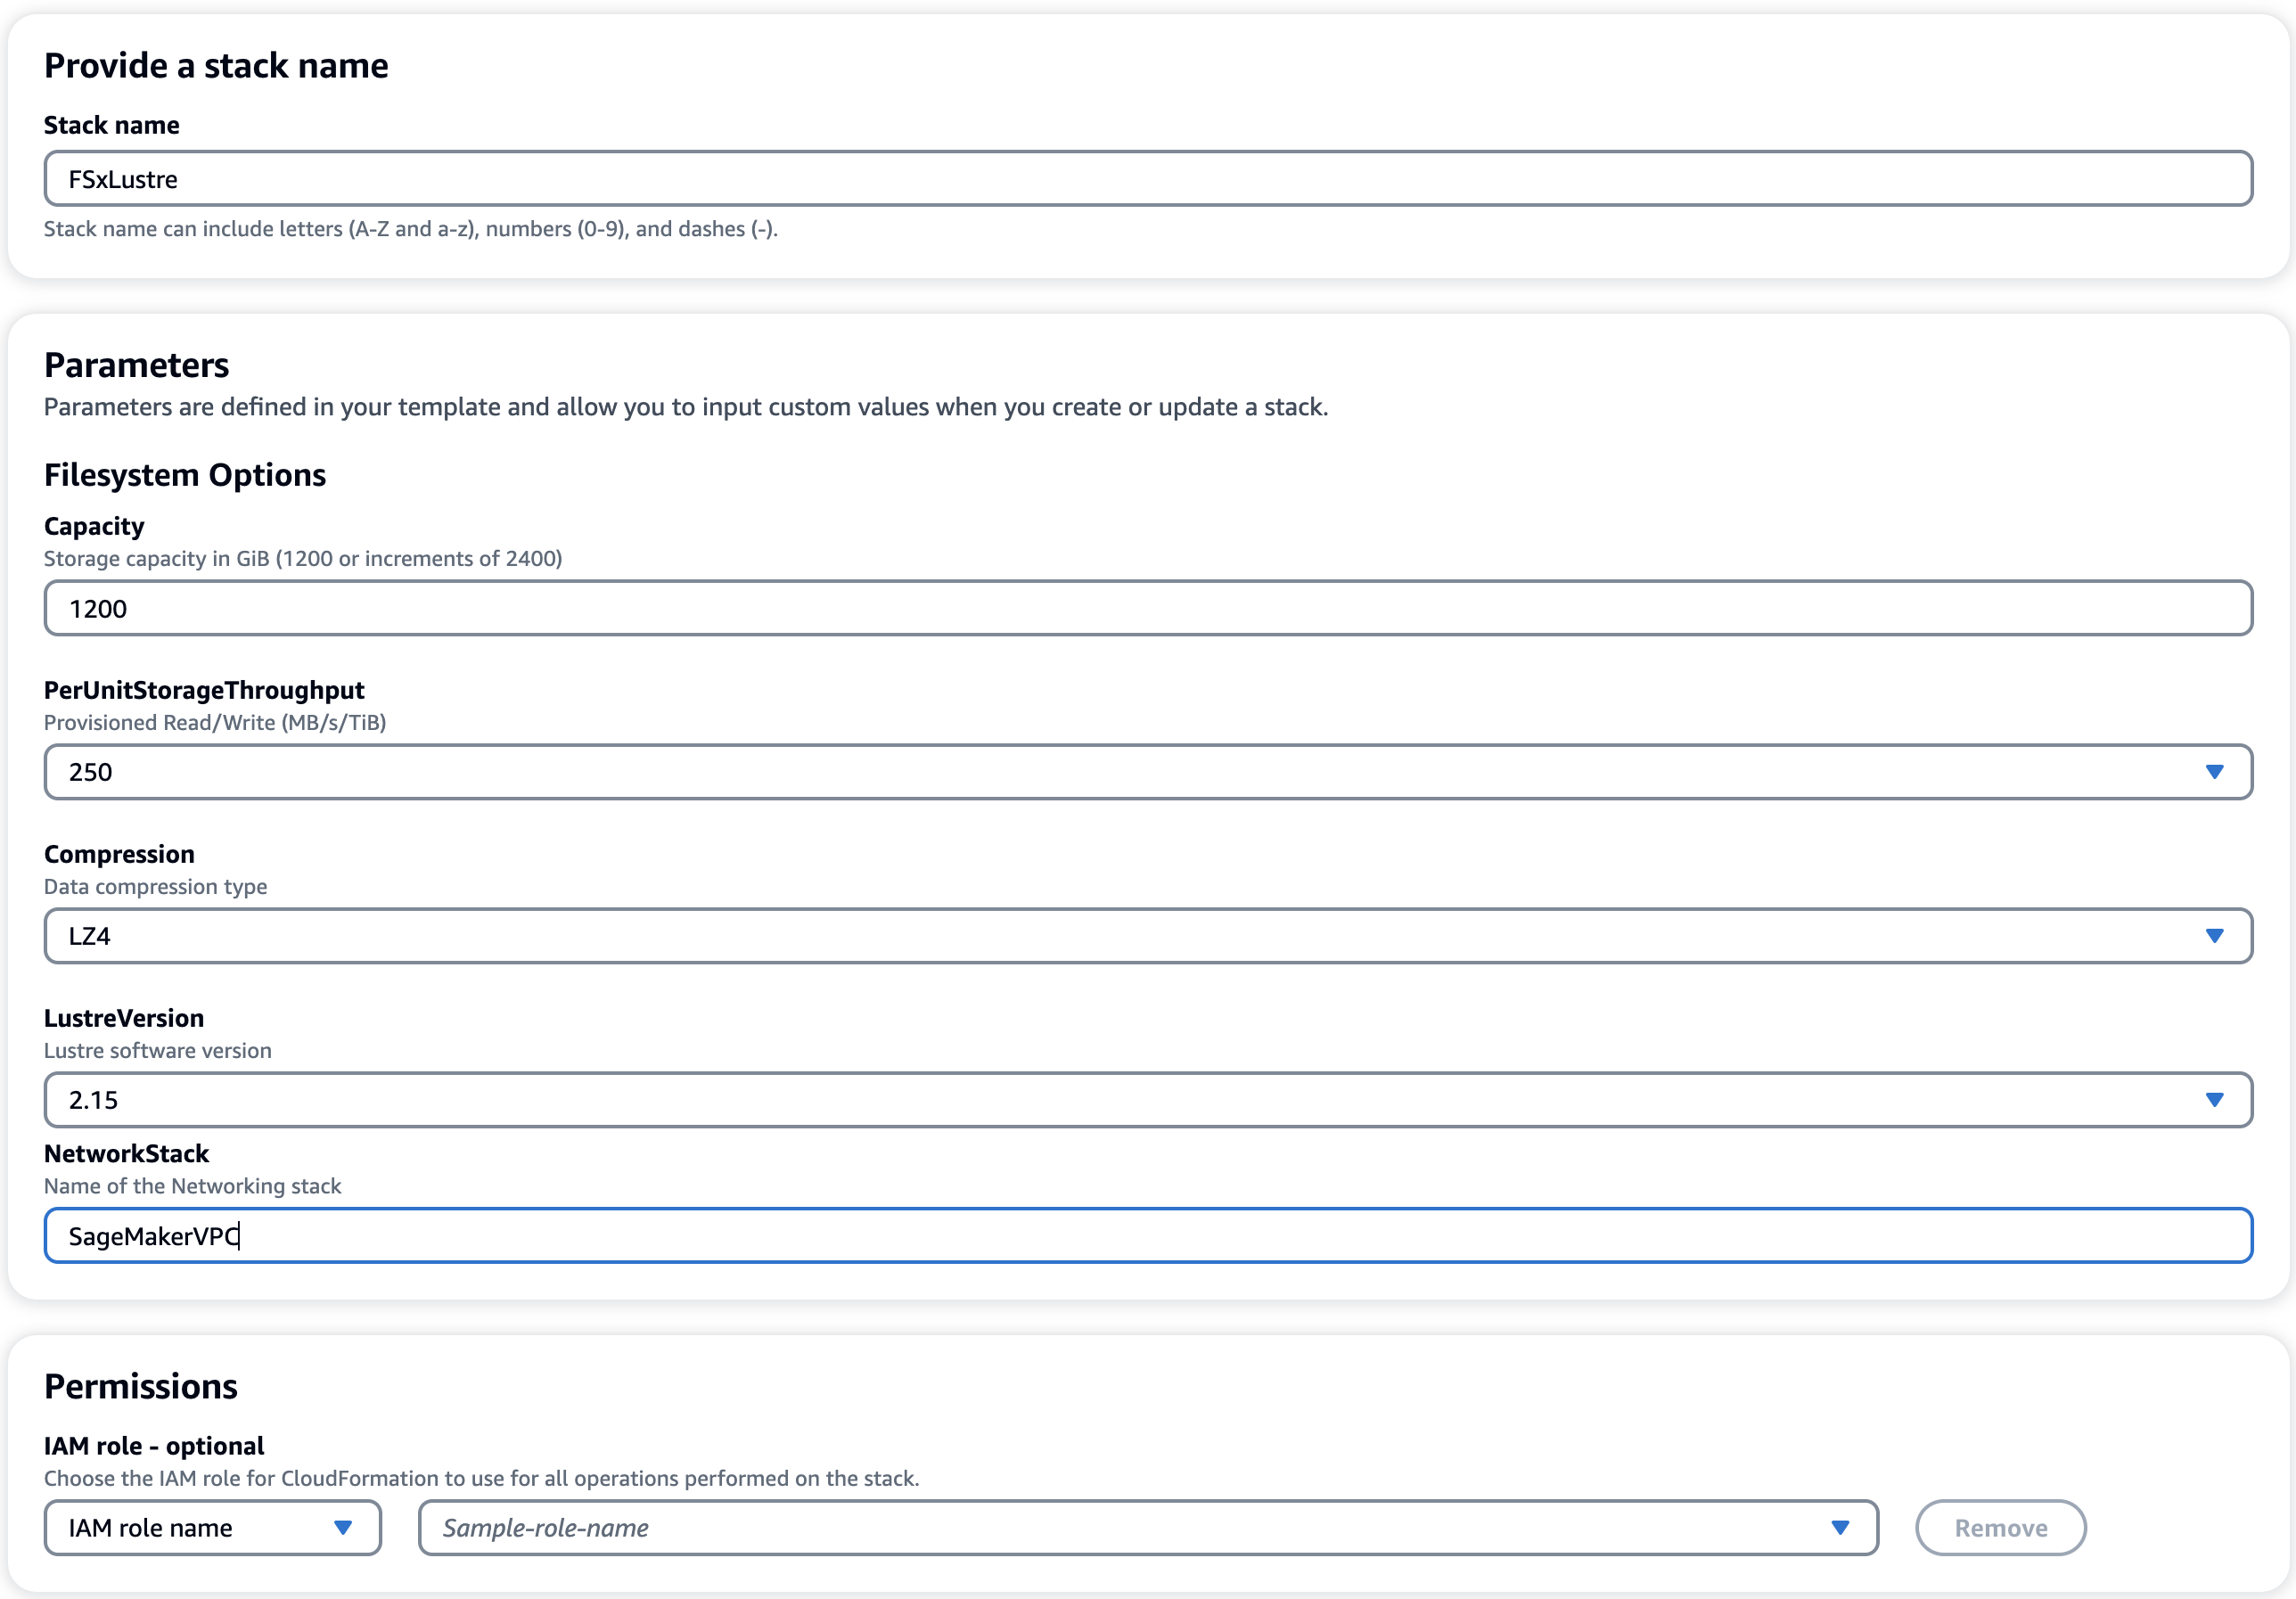 Provide a stack name
Stack name
FSxLustre
Stack name can include letters (A-Z and a-z), numbers (0-9), and dashes (-).
Parameters
Parameters are defined in your template and allow you to input custom values when you create or update a stack.
Filesystem Options
Capacity
Storage capacity in GiB (1200 or increments of 2400)
1200
PerUnitStorageThroughput
Provisioned Read/Write (MB/s/TiB)
250
Compression
Data compression type
LZ4
LustreVersion
Lustre software version
2.15
NetworkStack
Name of the Networking stack
SageMakerVPC
Permissions
IAM role - optional
Choose the IAM role for CloudFormation to use for all operations performed on the stack.
IAM role name Sample-role-name Remove